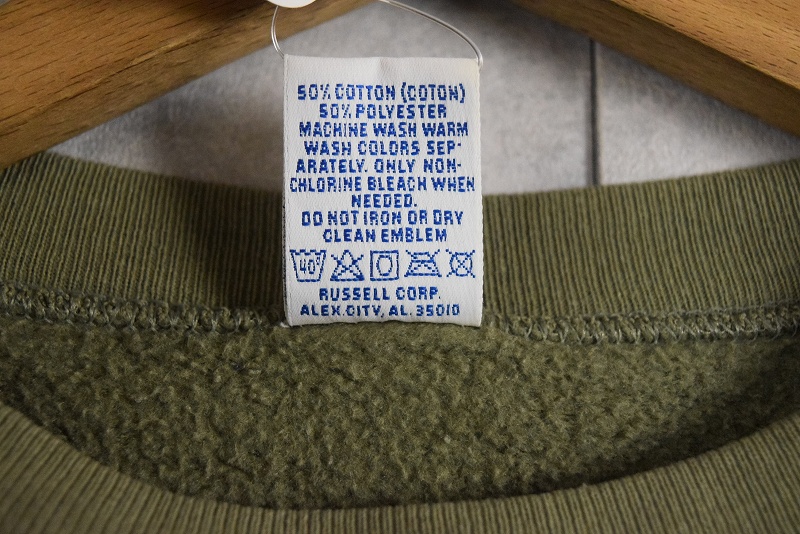 50% COTTON (COTON)
50% POLYESTER
MACHINE WASH WARM
WASH COLORS SEP-
ARATELY. ONLY NON-
CHLORINE BLEACH WHEN
NEEDED.
DO NOT IRON OR DRY
CLEAN EMBLEM
40°
RUSSELL CORP.
ALEX.CITY, AL. 35010